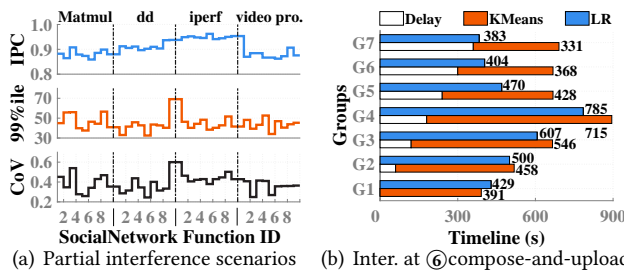 Matmul dd iperf video pro.
IPC
1.0
0.9
0.8
99%ile
70
50
30
CoV
0.6
0.4
0.2
2 4 6 8 2 4 6 8 2 4 6 8 2 4 6 8
SocialNetwork Function ID
(a) Partial interference scenarios
Delay KMeans LR
Groups
G7 383 331
G6 404 368
G5 470 428
G4 785 715
G3 607 546
G2 500 458
G1 429 391
0 300 600 900
Timeline (s)
(b) Inter. at ⑥compose-and-upload